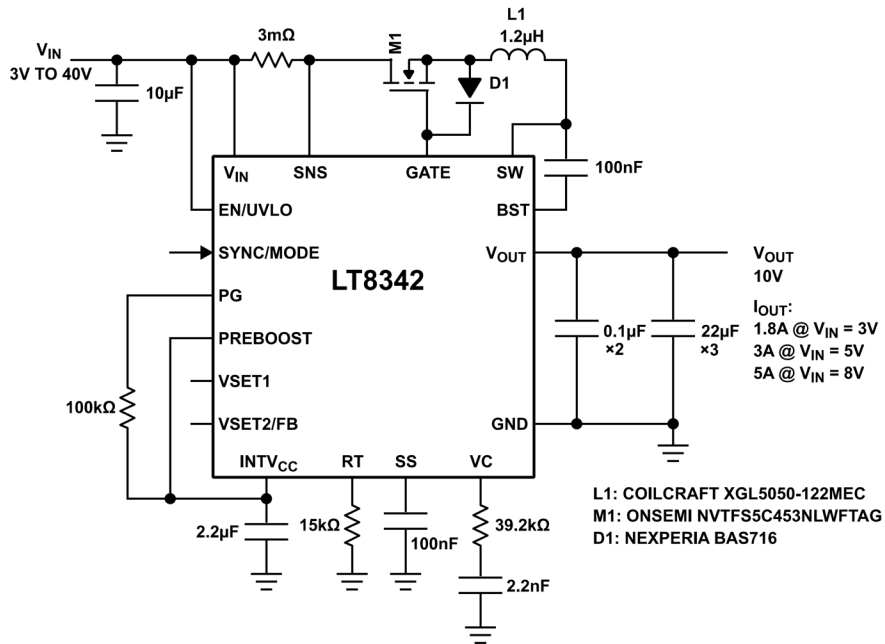 L1
1.2µH
M1
3mΩ
VIN
3V TO 40V
10µF
D1
VIN
SNS
GATE
SW
100nF
EN/UVLO
BST
SYNC/MODE
VOUT
VOUT
10V
LT8342
PG
IOUT:
1.8A @ VIN = 3V
3A @ VIN = 5V
5A @ VIN = 8V
0.1µF
×2
22µF
×3
PREBOOST
VSET1
100kΩ
VSET2/FB
GND
INTVCC
RT
SS
VC
2.2µF
15kΩ
100nF
39.2kΩ
2.2nF
L1: COILCRAFT XGL5050-122MEC
M1: ONSEMI NVTFS5C453NLWFTAG
D1: NEXPERIA BAS716